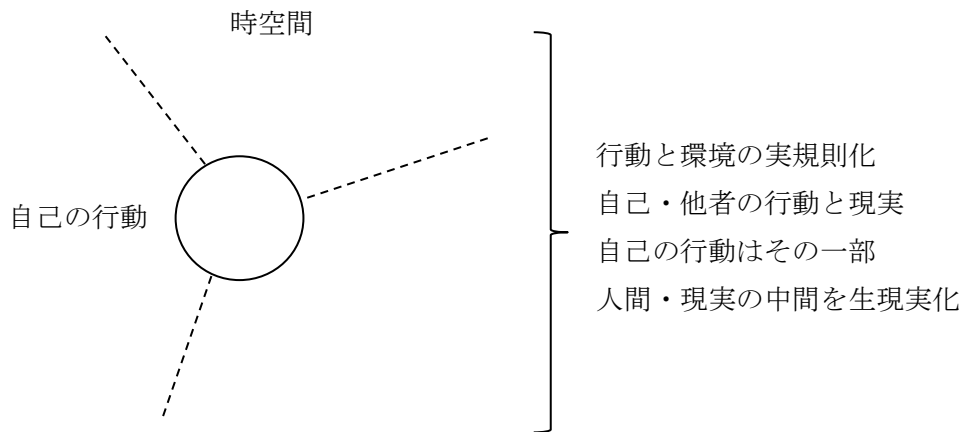 時空間
自己の行動
行動と環境の実規則化
自己・他者の行動と現実
自己の行動はその一部
人間・現実の中間を生現実化